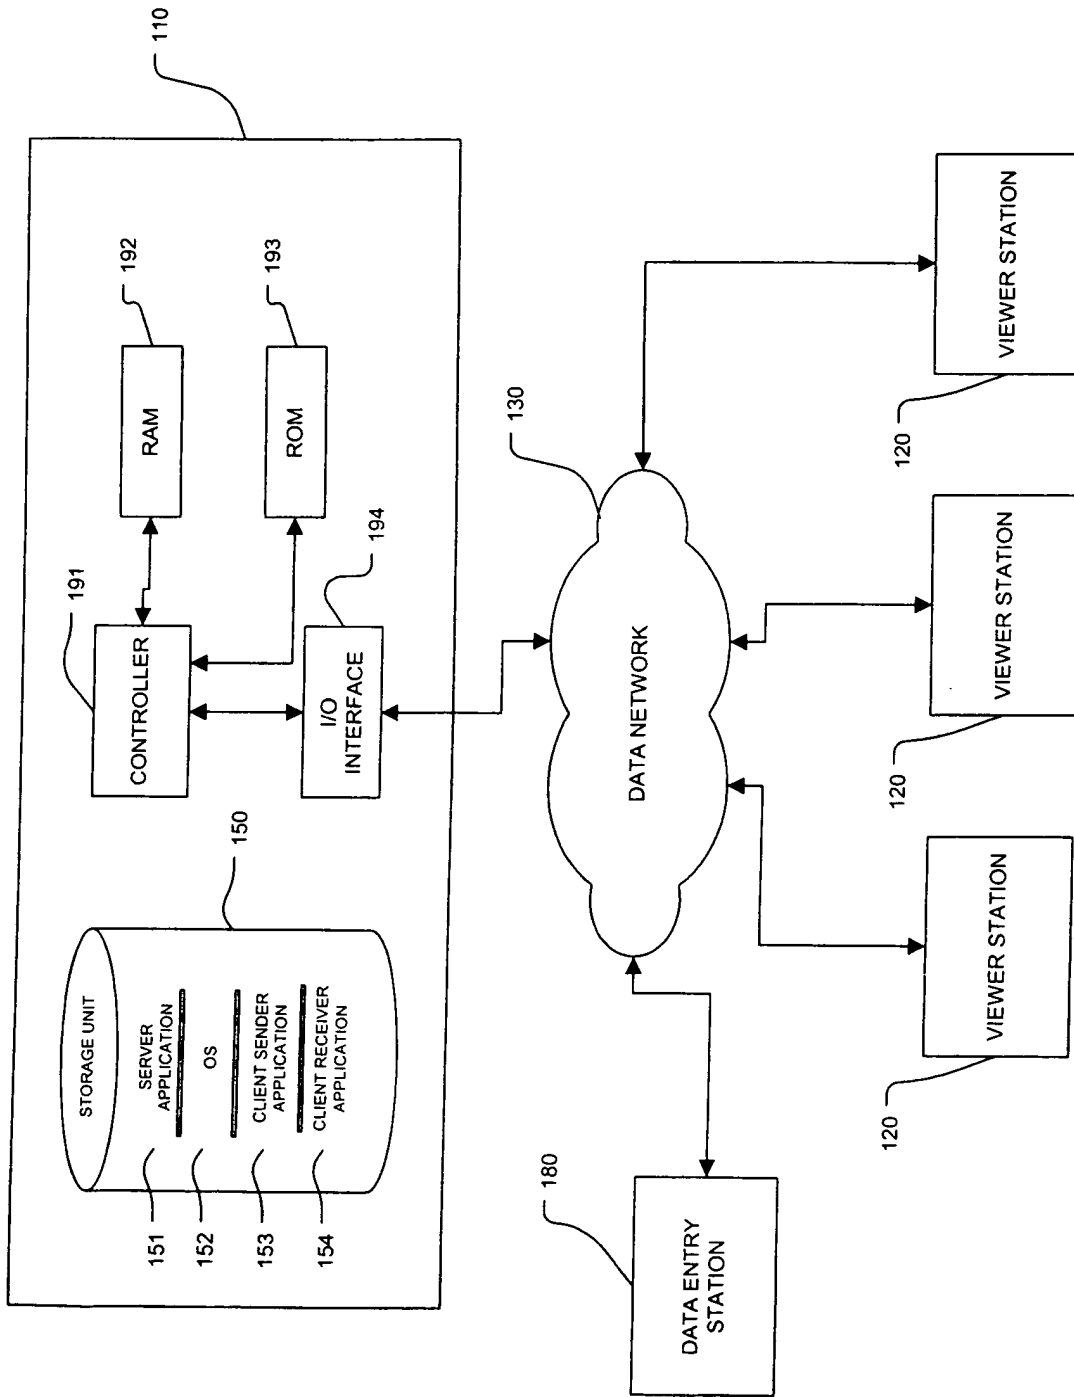 110
STORAGE UNIT
SERVER
APPLICATION
OS
CLIENT SENDER
APPLICATION
CLIENT RECEIVER
APPLICATION
151
152
153
154
150
CONTROLLER
191
RAM
192
ROM
193
I/O
INTERFACE
194
DATA NETWORK
130
DATA ENTRY
STATION
180
VIEWER STATION
120
VIEWER STATION
120
VIEWER STATION
120